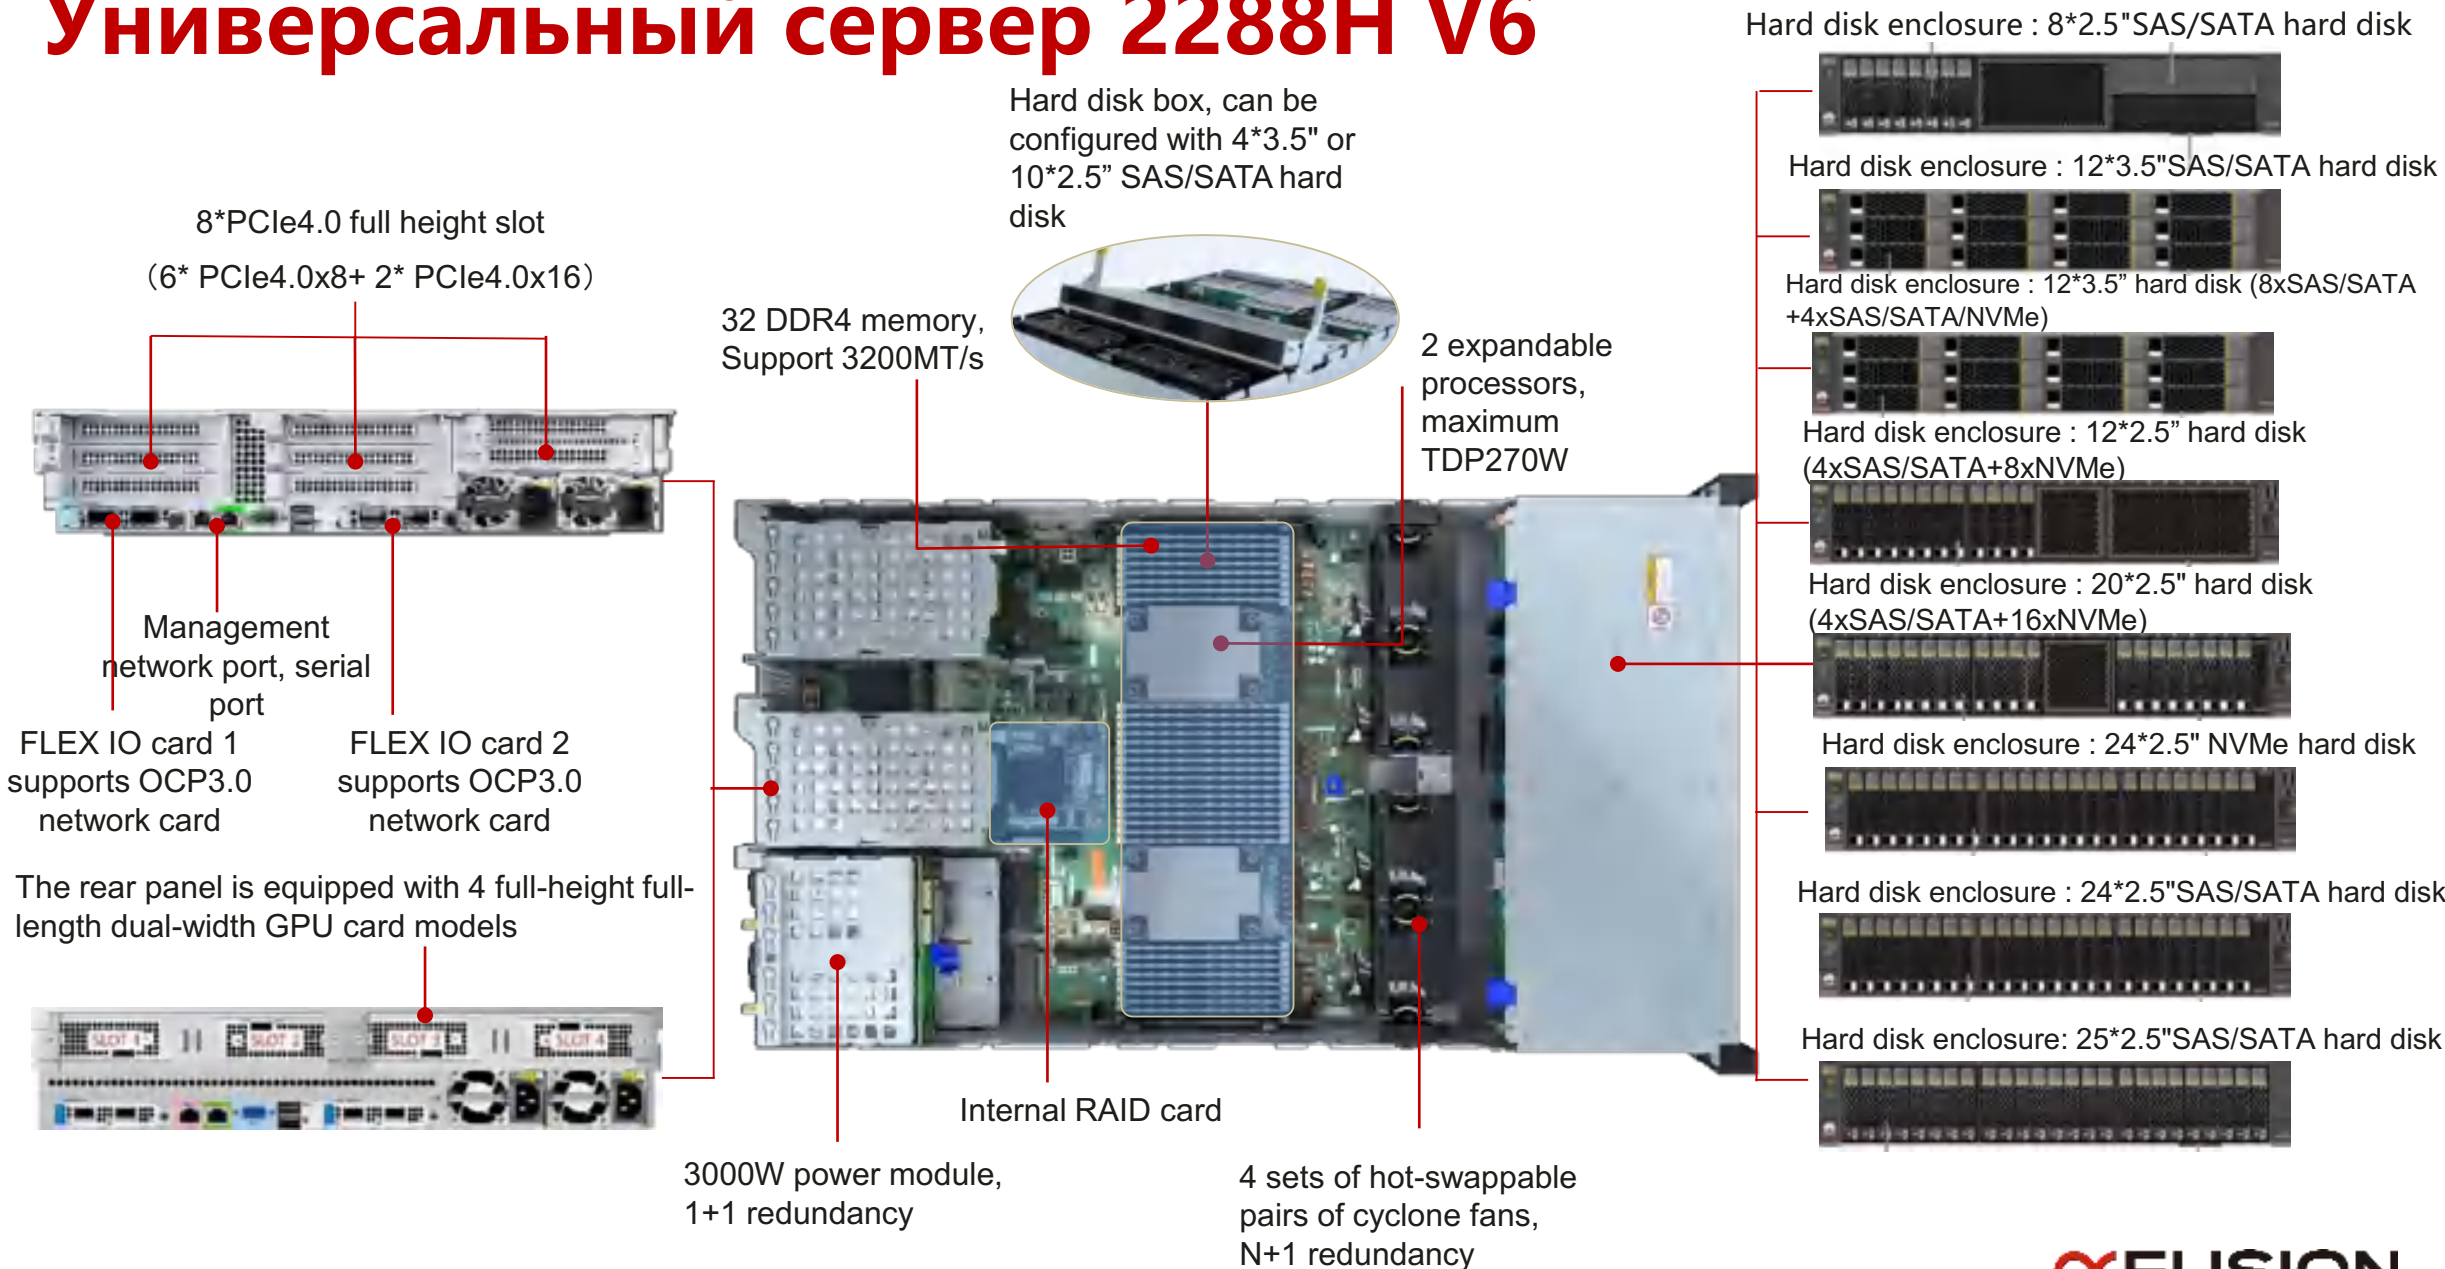 Универсальный сервер 2288H V6
Hard disk box, can be
configured with 4*3.5" or
10*2.5” SAS/SATA hard
disk
8*PCIe4.0 full height slot
（6* PCIe4.0x8+ 2* PCIe4.0x16）
32 DDR4 memory,
Support 3200MT/s
2 expandable
processors,
maximum
TDP270W
Management
network port, serial
port
FLEX IO card 1
supports OCP3.0
network card
FLEX IO card 2
supports OCP3.0
network card
The rear panel is equipped with 4 full-height full-
length dual-width GPU card models
SLOT 1
SLOT 2
SLOT 3
SLOT 4
Internal RAID card
3000W power module,
1+1 redundancy
4 sets of hot-swappable
pairs of cyclone fans,
N+1 redundancy
Hard disk enclosure : 8*2.5"SAS/SATA hard disk
Hard disk enclosure : 12*3.5"SAS/SATA hard disk
Hard disk enclosure : 12*3.5” hard disk (8xSAS/SATA
+4xSAS/SATA/NVMe)
Hard disk enclosure : 12*2.5” hard disk
(4xSAS/SATA+8xNVMe)
Hard disk enclosure : 20*2.5" hard disk
(4xSAS/SATA+16xNVMe)
Hard disk enclosure : 24*2.5" NVMe hard disk
Hard disk enclosure : 24*2.5"SAS/SATA hard disk
Hard disk enclosure: 25*2.5"SAS/SATA hard disk
FUSION